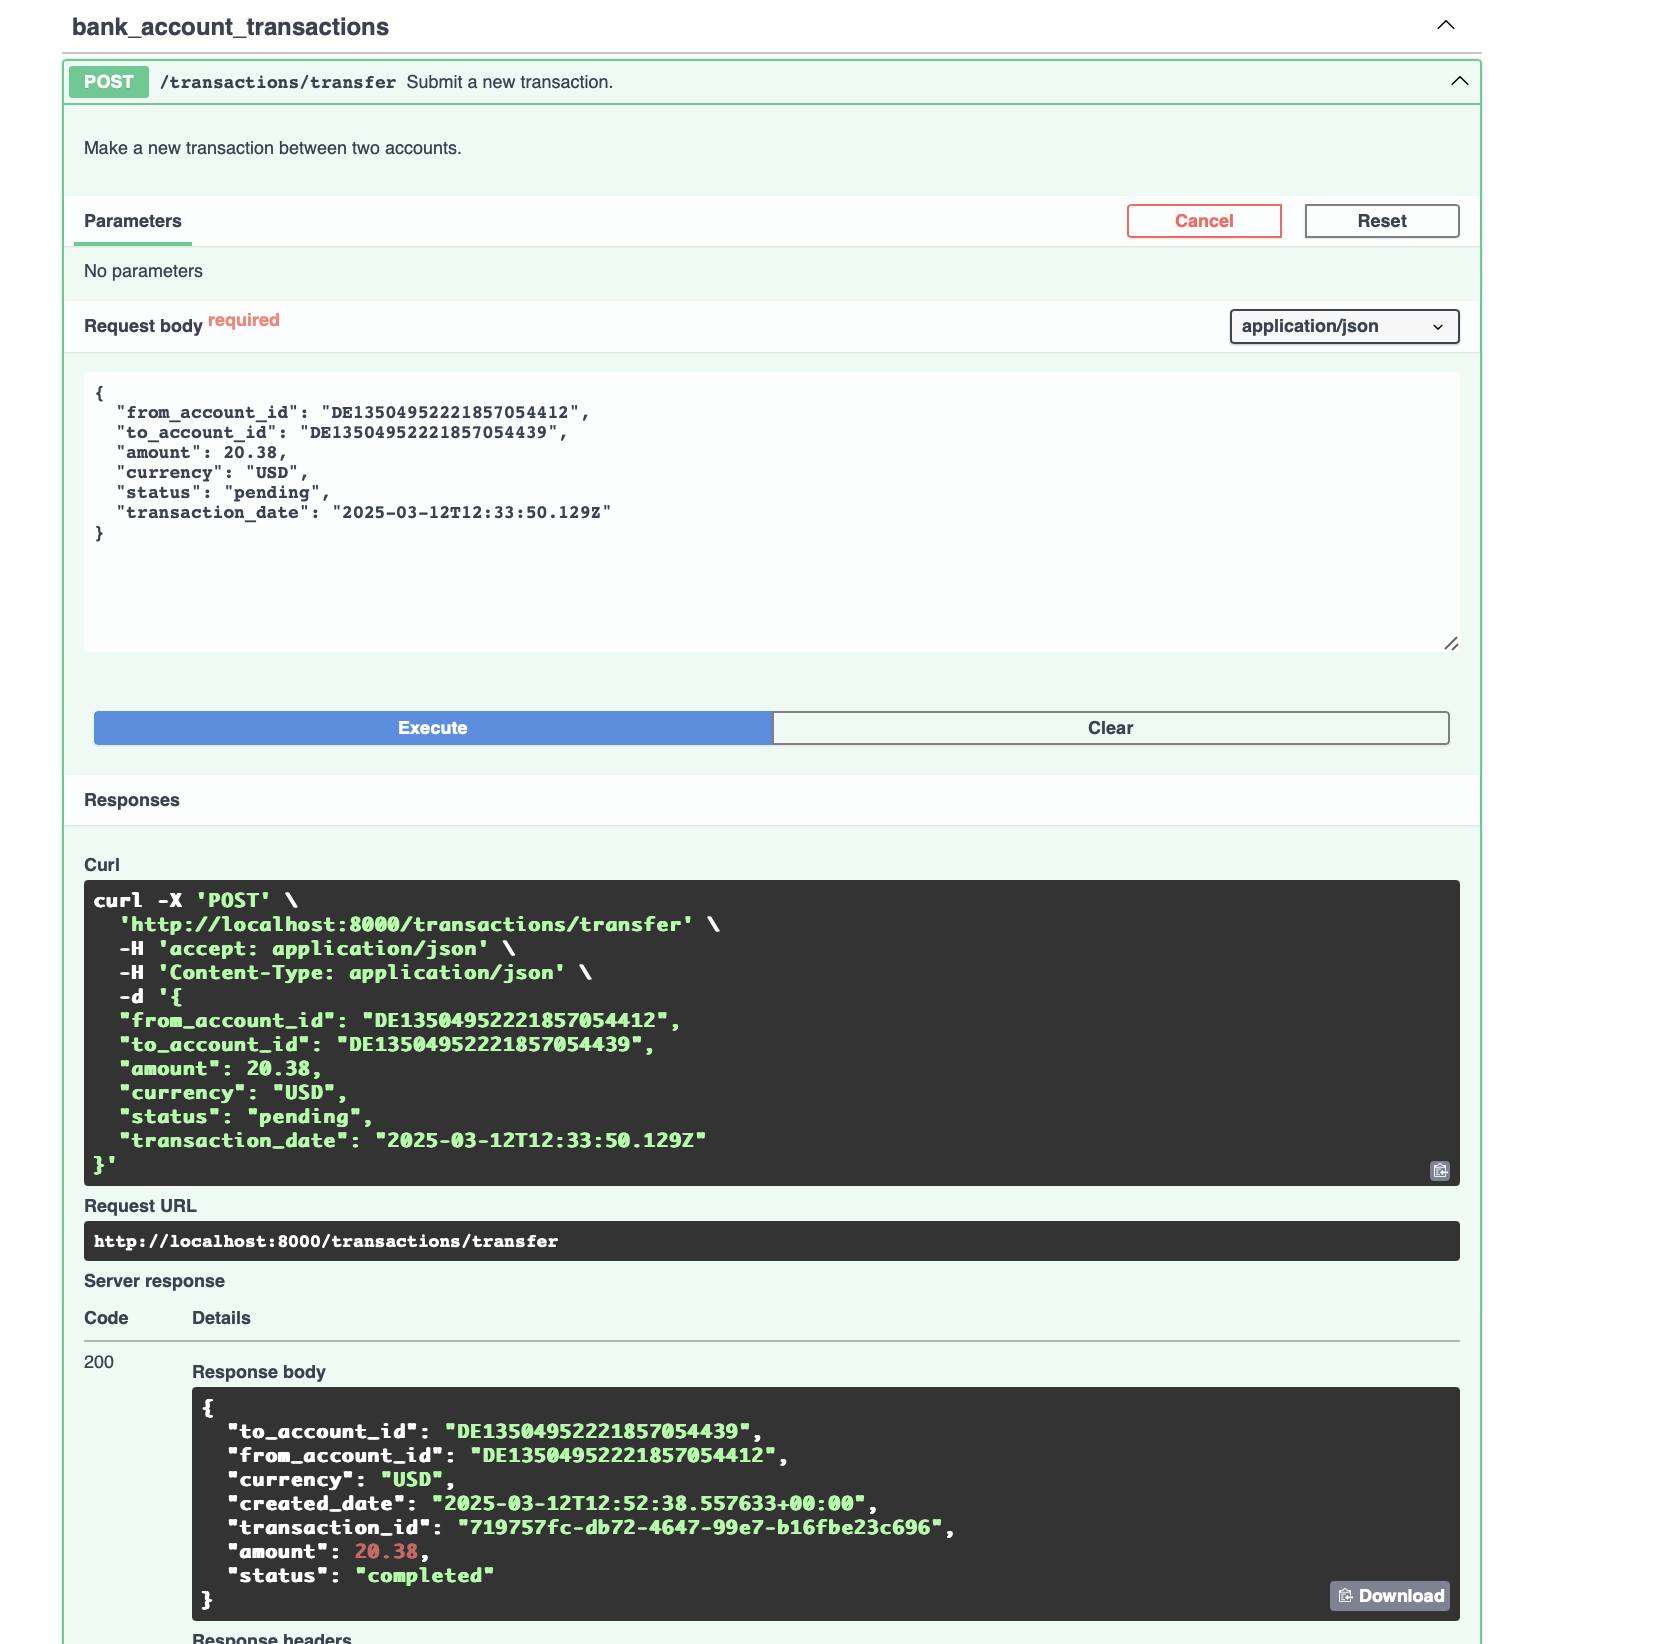 bank_account_transactions
POST /transactions/transfer Submit a new transaction.
Make a new transaction between two accounts.
Parameters
Cancel
Reset
No parameters
Request body required
application/json
{
  "from_account_id": "DE13504952221857054412",
  "to_account_id": "DE13504952221857054439",
  "amount": 20.38,
  "currency": "USD",
  "status": "pending",
  "transaction_date": "2025-03-12T12:33:50.129Z"
}
Execute
Clear
Responses
Curl
curl -X 'POST' \
  'http://localhost:8000/transactions/transfer' \
  -H 'accept: application/json' \
  -H 'Content-Type: application/json' \
  -d '{
  "from_account_id": "DE13504952221857054412",
  "to_account_id": "DE13504952221857054439",
  "amount": 20.38,
  "currency": "USD",
  "status": "pending",
  "transaction_date": "2025-03-12T12:33:50.129Z"
}'
Request URL
http://localhost:8000/transactions/transfer
Server response
Code Details
200
Response body
{
  "to_account_id": "DE13504952221857054439",
  "from_account_id": "DE13504952221857054412",
  "currency": "USD",
  "created_date": "2025-03-12T12:52:38.557633+00:00",
  "transaction_id": "719757fc-db72-4647-99e7-b16fbe23c696",
  "amount": 20.38,
  "status": "completed"
}
Download
Response headers